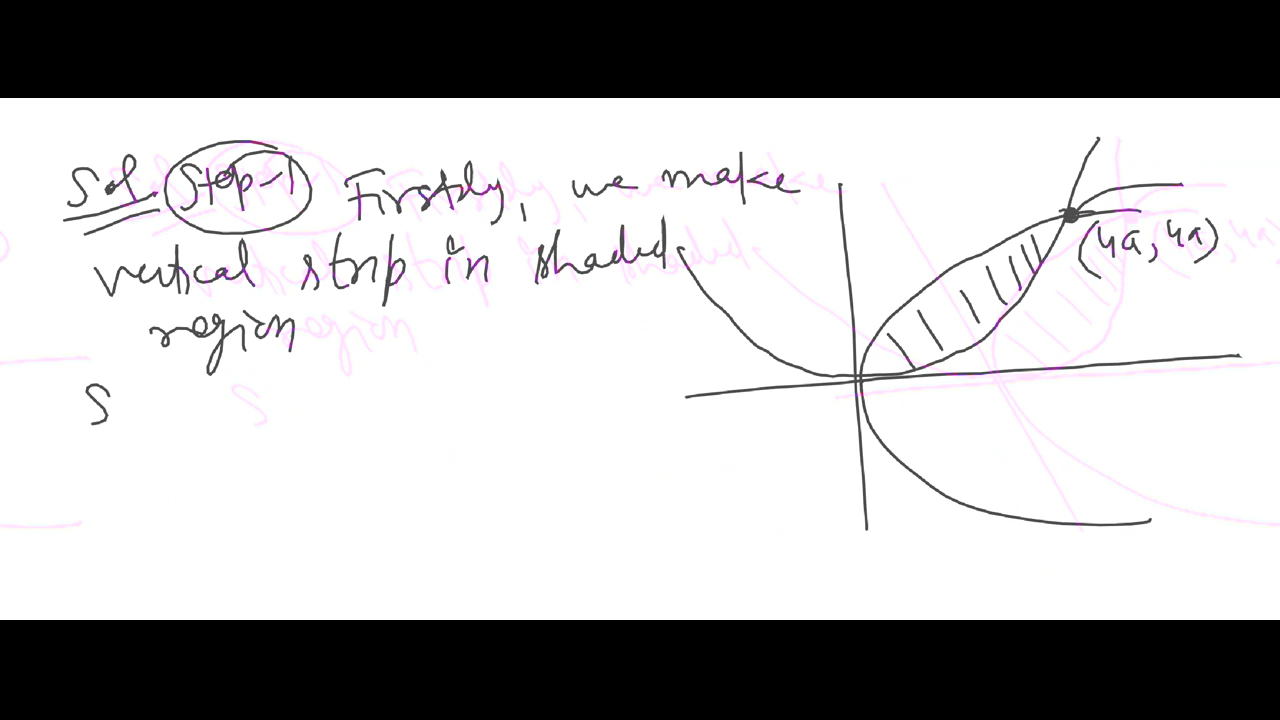 Sol. Step-1 Firstly, we make
vertical strip in shaded
region
S
(4a, 4a)